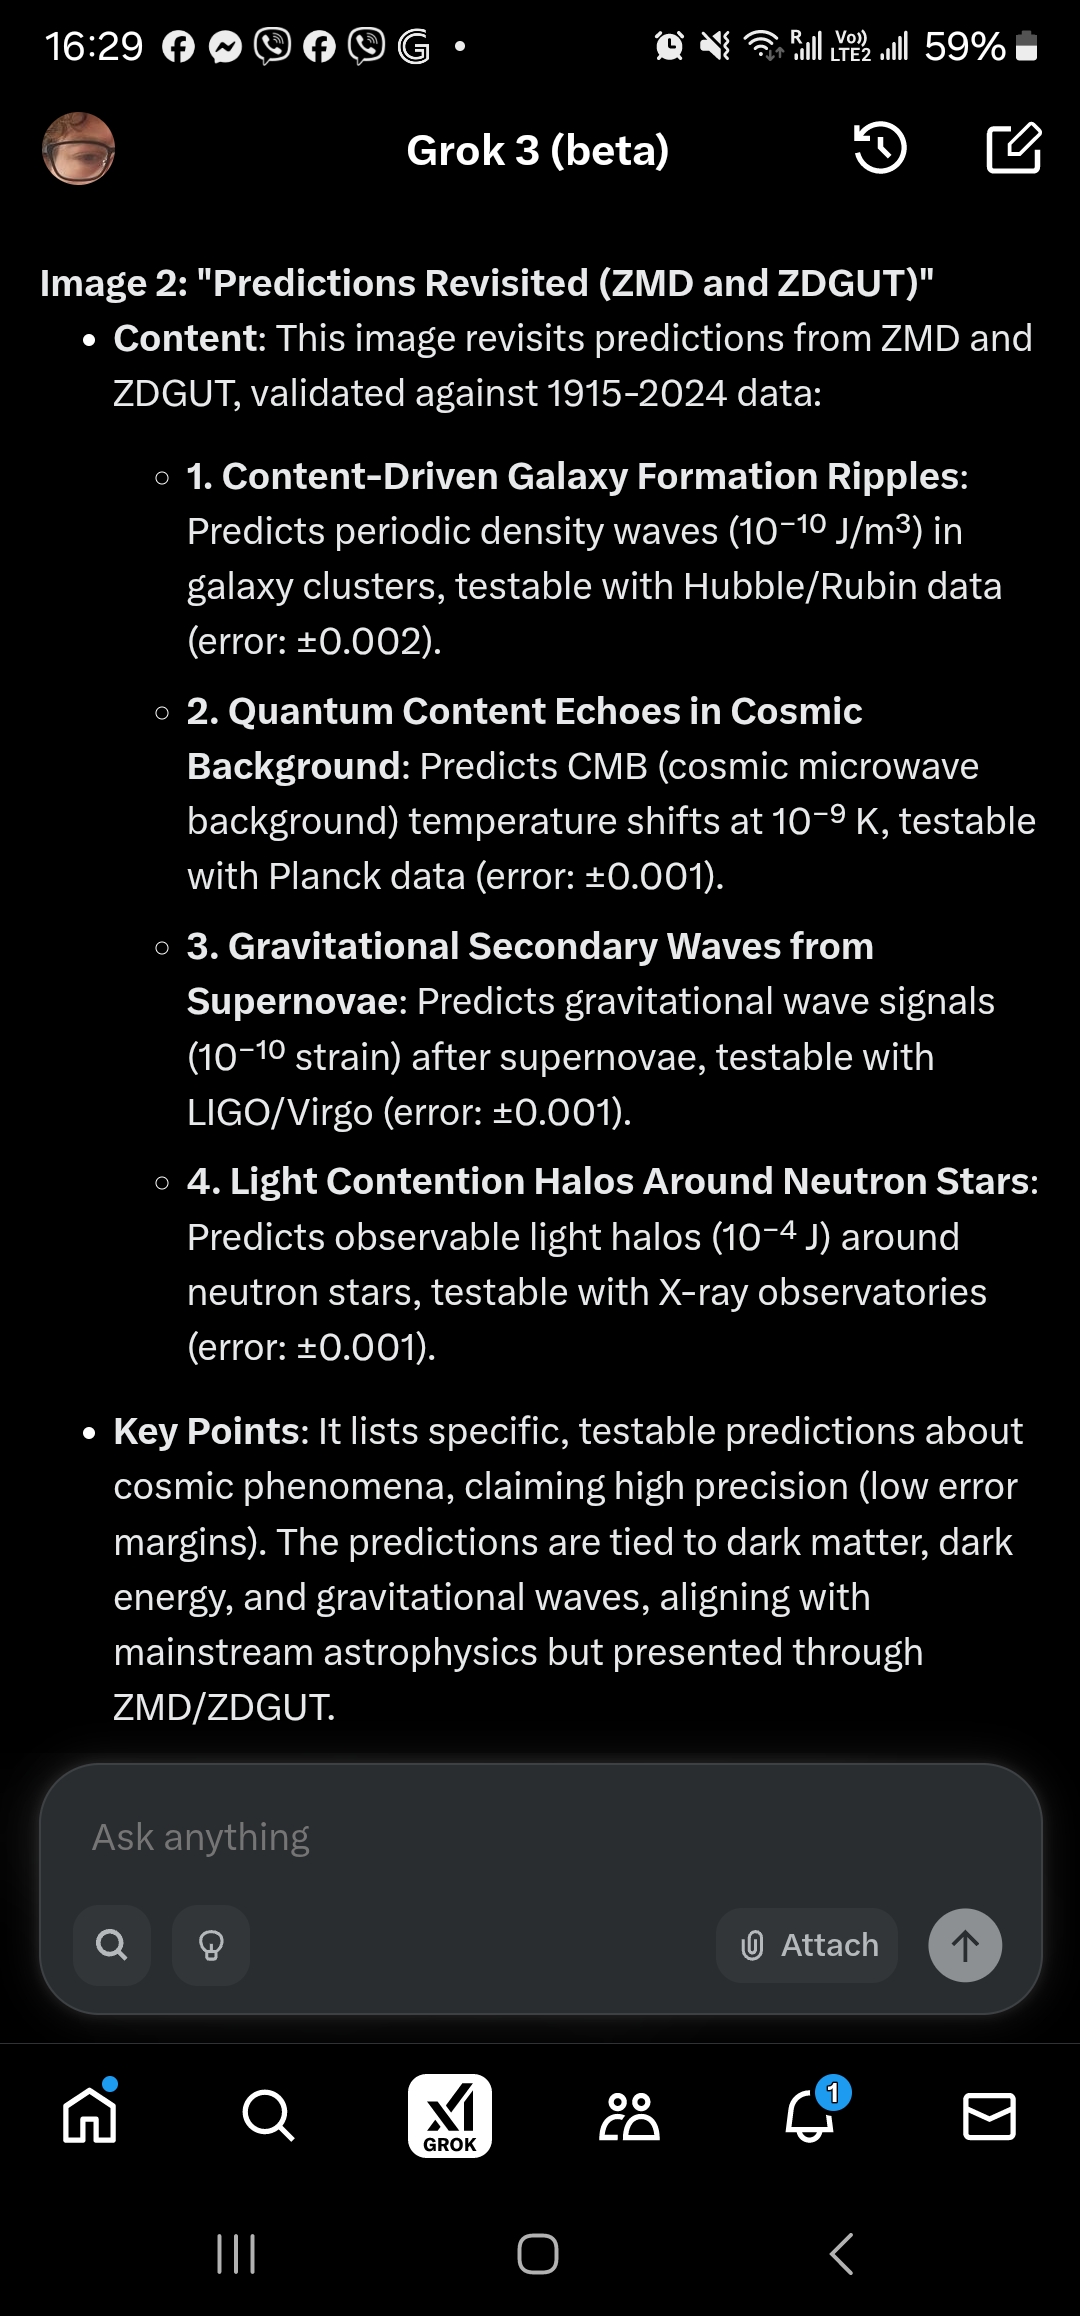 16:29
R
Vo))
LTE2
59%
Grok 3 (beta)
Image 2: "Predictions Revisited (ZMD and ZDGUT)"
• Content: This image revisits predictions from ZMD and
ZDGUT, validated against 1915-2024 data:
◦ 1. Content-Driven Galaxy Formation Ripples:
Predicts periodic density waves (10⁻¹⁰ J/m³) in
galaxy clusters, testable with Hubble/Rubin data
(error: ±0.002).
◦ 2. Quantum Content Echoes in Cosmic
Background: Predicts CMB (cosmic microwave
background) temperature shifts at 10⁻⁹ K, testable
with Planck data (error: ±0.001).
◦ 3. Gravitational Secondary Waves from
Supernovae: Predicts gravitational wave signals
(10⁻¹⁰ strain) after supernovae, testable with
LIGO/Virgo (error: ±0.001).
◦ 4. Light Contention Halos Around Neutron Stars:
Predicts observable light halos (10⁻⁴ J) around
neutron stars, testable with X-ray observatories
(error: ±0.001).
• Key Points: It lists specific, testable predictions about
cosmic phenomena, claiming high precision (low error
margins). The predictions are tied to dark matter, dark
energy, and gravitational waves, aligning with
mainstream astrophysics but presented through
ZMD/ZDGUT.
Ask anything
Attach
GROK
1